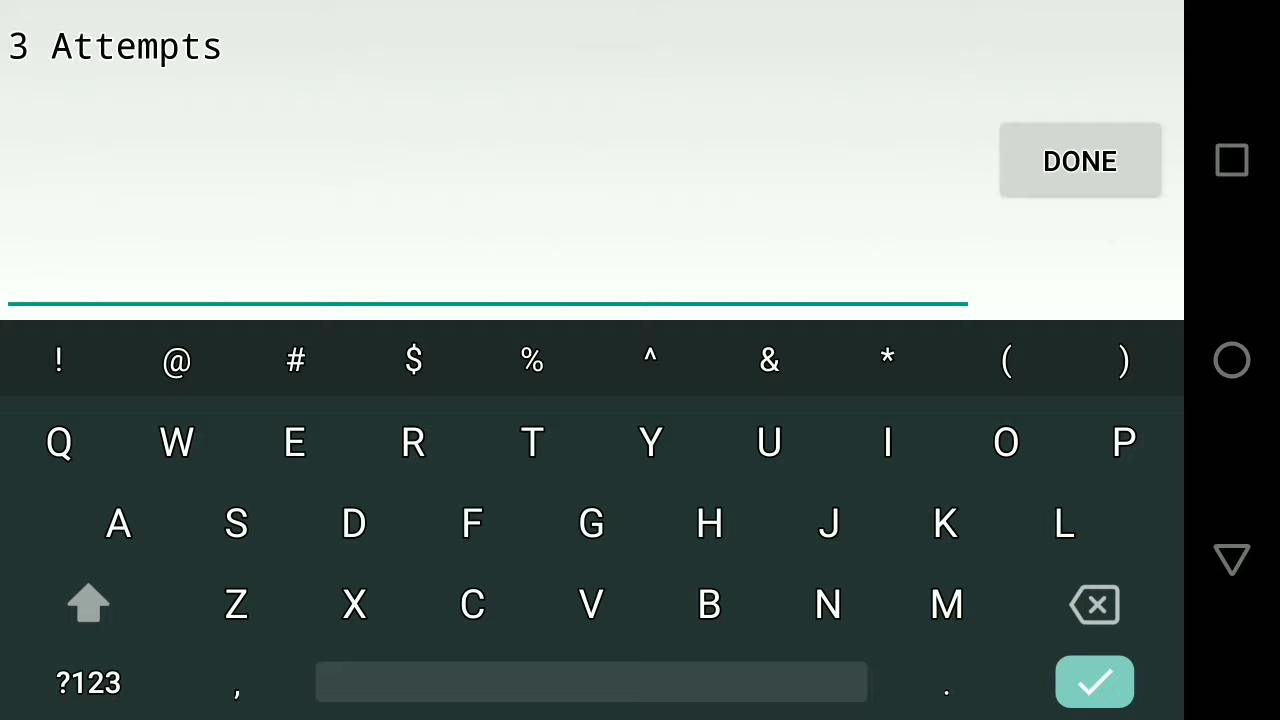 3 Attempts
DONE
! @ # $ % ^ & * ( )
Q W E R T Y U I O P
A S D F G H J K L
Z X C V B N M
?123 , .